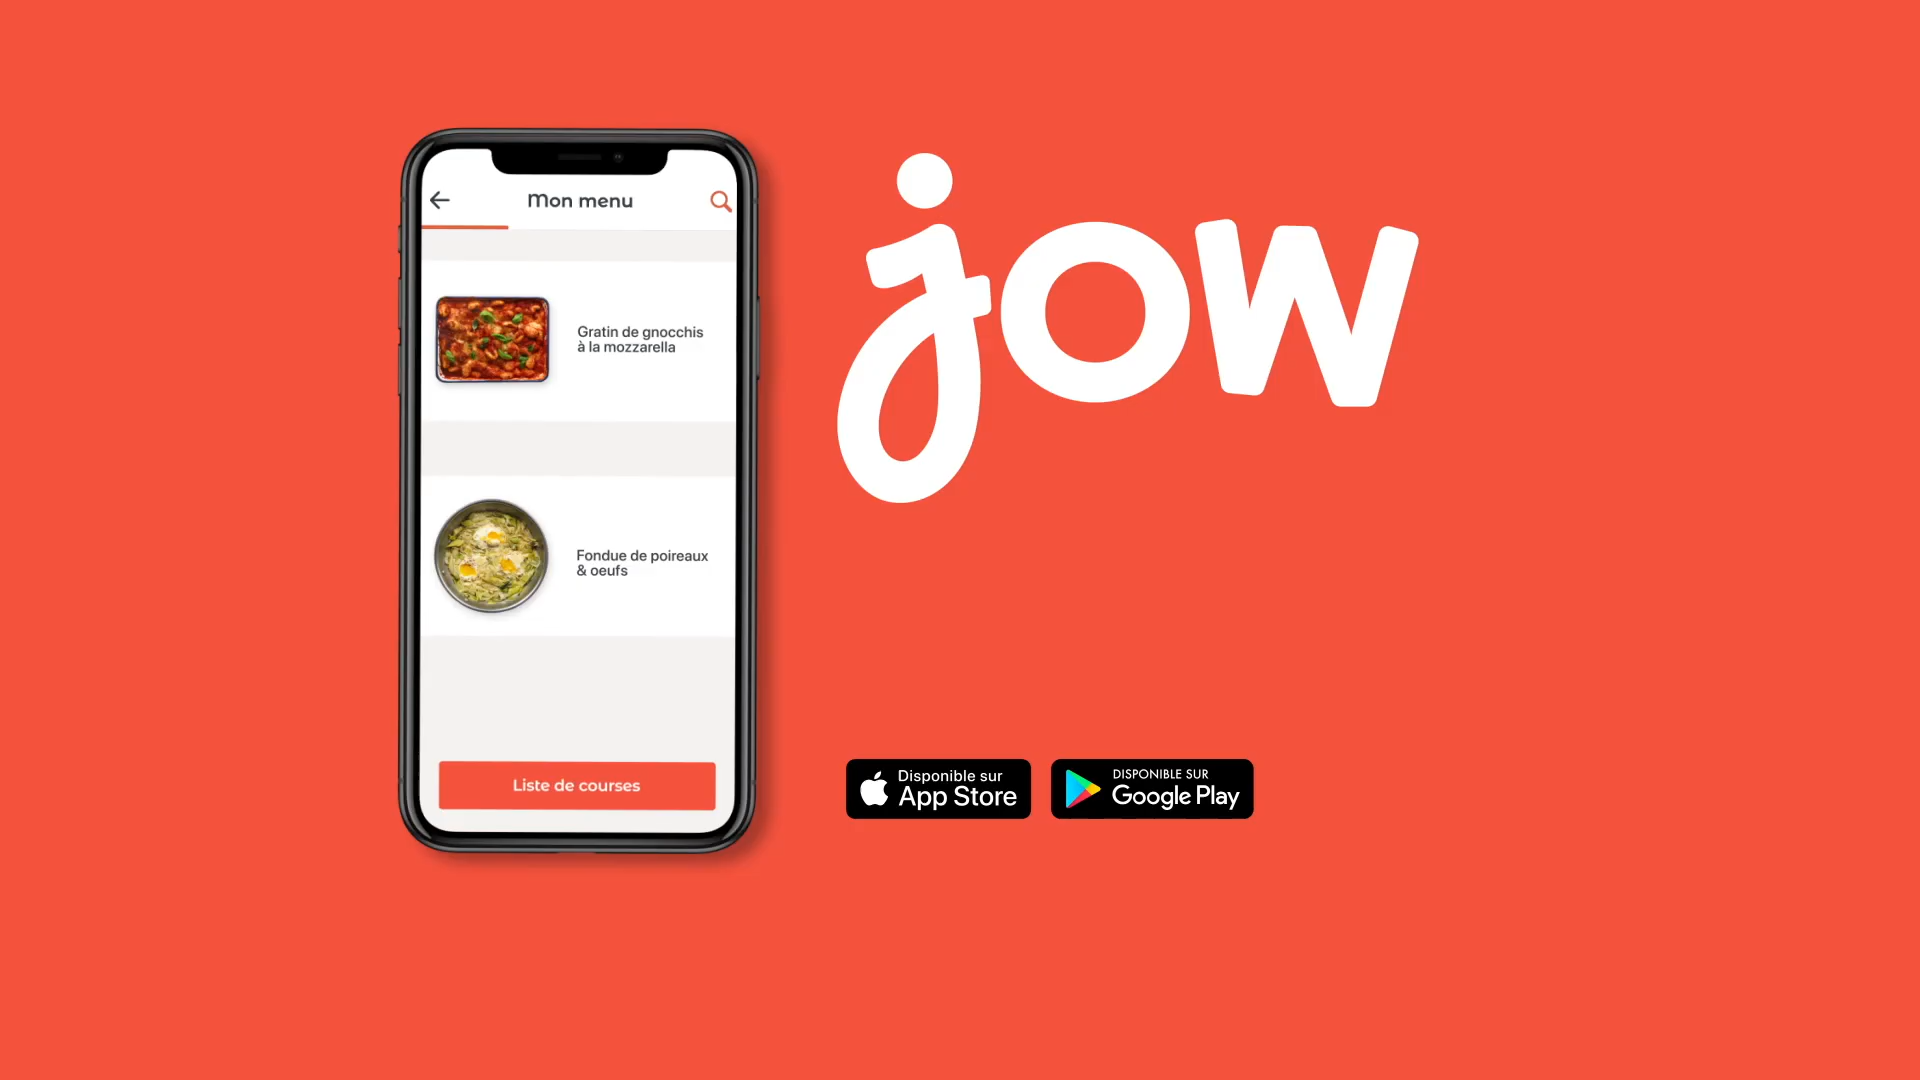 Mon menu
Gratin de gnocchis
à la mozzarella
Fondue de poireaux
& oeufs
Liste de courses
jow
Disponible sur
App Store
DISPONIBLE SUR
Google Play